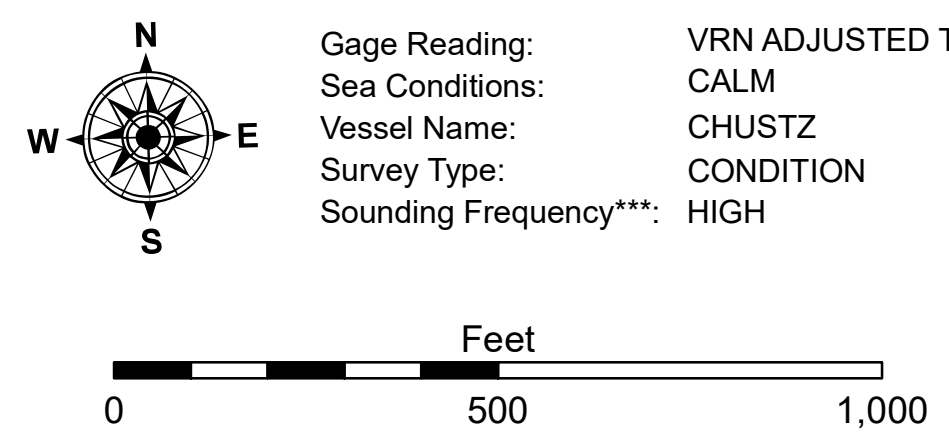 N
W E
S
Gage Reading: VRN ADJUSTED
Sea Conditions: CALM
Vessel Name: CHUSTZ
Survey Type: CONDITION
Sounding Frequency***: HIGH
Feet
0 500 1,000